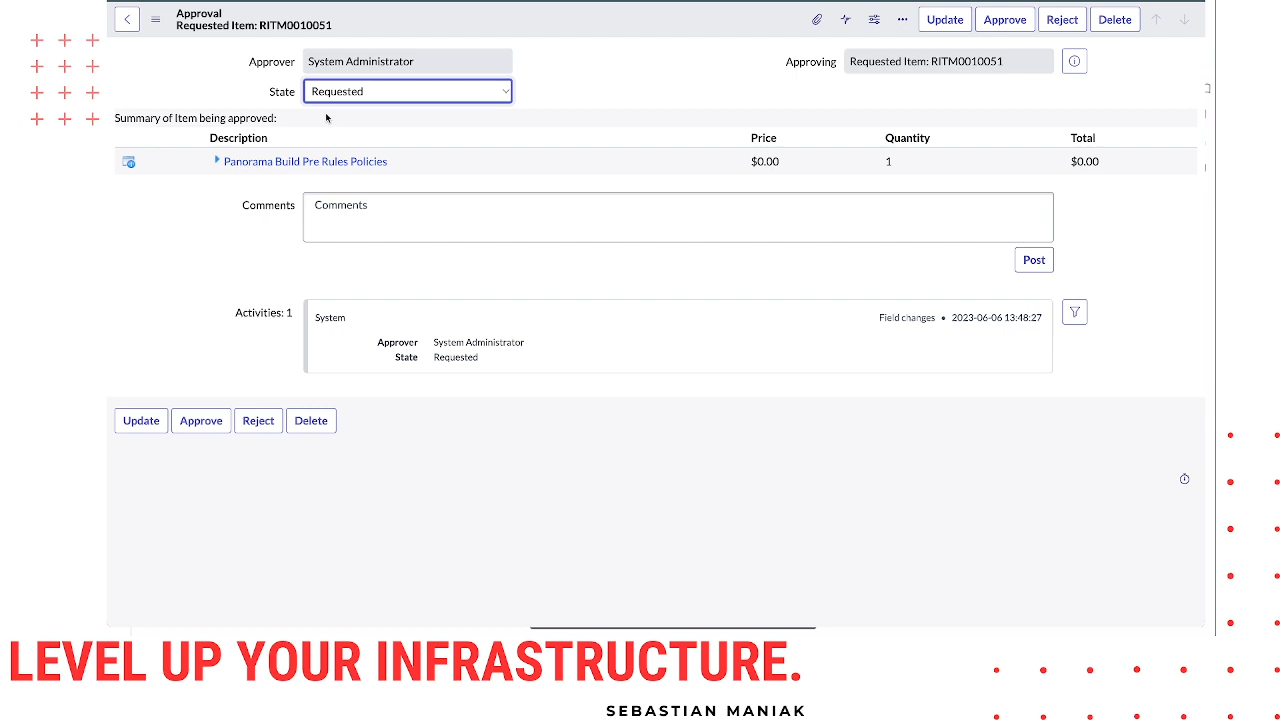 Approval
Requested Item: RITM0010051
Update Approve Reject Delete
Approver System Administrator Approving Requested Item: RITM0010051
State Requested
Summary of Item being approved:
Description Price Quantity Total
Panorama Build Pre Rules Policies $0.00 1 $0.00
Comments Comments
Post
Activities: 1 System Field changes • 2023-06-06 13:48:27
Approver System Administrator
State Requested
Update Approve Reject Delete
LEVEL UP YOUR INFRASTRUCTURE.
SEBASTIAN MANIAK